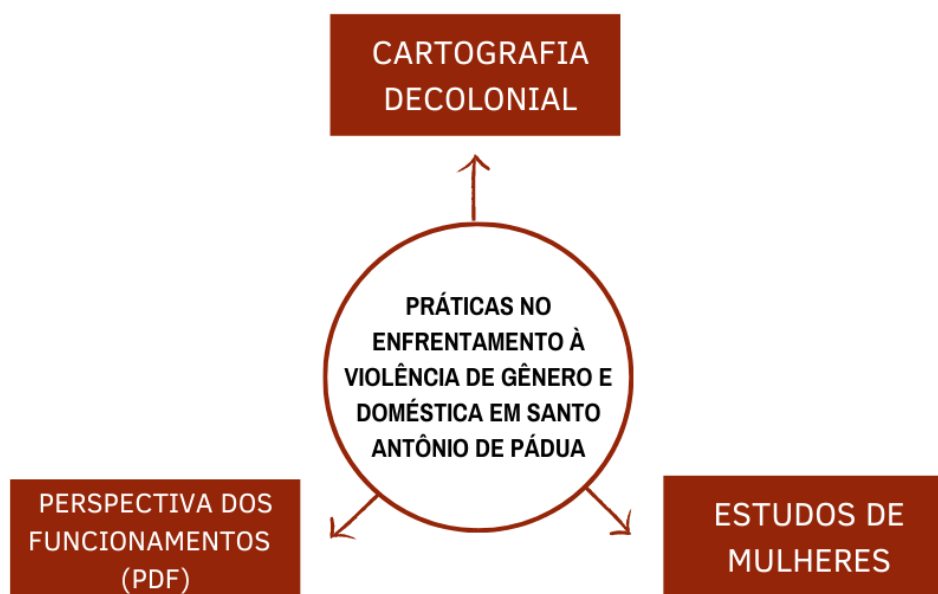 CARTOGRAFIA
DECOLONIAL
PRÁTICAS NO
ENFRENTAMENTO À
VIOLÊNCIA DE GÊNERO E
DOMÉSTICA EM SANTO
ANTÔNIO DE PÁDUA
PERSPECTIVA DOS
FUNCIONAMENTOS
(PDF)
ESTUDOS DE
MULHERES